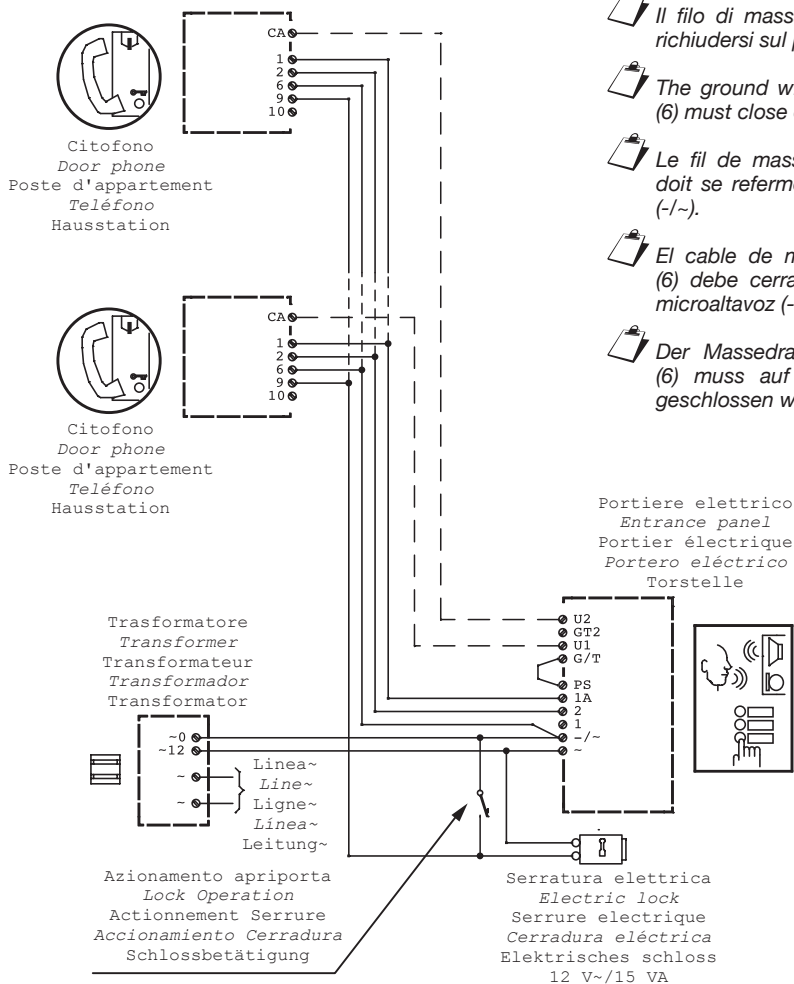 CA
1
2
6
9
10
Citofono
Door phone
Poste d'appartement
Teléfono
Hausstation
Il filo di mass
richiudersi sul
The ground w
(6) must close
Le fil de mas
doit se referm
(-/~).
El cable de m
(6) debe cerra
microaltavoz (-
Der Massedra
(6) muss auf
geschlossen w
CA
1
2
6
9
10
Citofono
Door phone
Poste d'appartement
Teléfono
Hausstation
Portiere elettrico
Entrance panel
Portier électrique
Portero eléctrico
Torstelle
U2
GT2
U1
G/T
PS
1A
2
1
-/~
~
Trasformatore
Transformer
Transformateur
Transformador
Transformator
~0
~12
~
~
Linea~
Line~
Ligne~
Línea~
Leitung~
Azionamento apriporta
Lock Operation
Actionnement Serrure
Accionamiento Cerradura
Schlossbetätigung
Serratura elettrica
Electric lock
Serrure electrique
Cerradura eléctrica
Elektrisches schloss
12 V~/15 VA